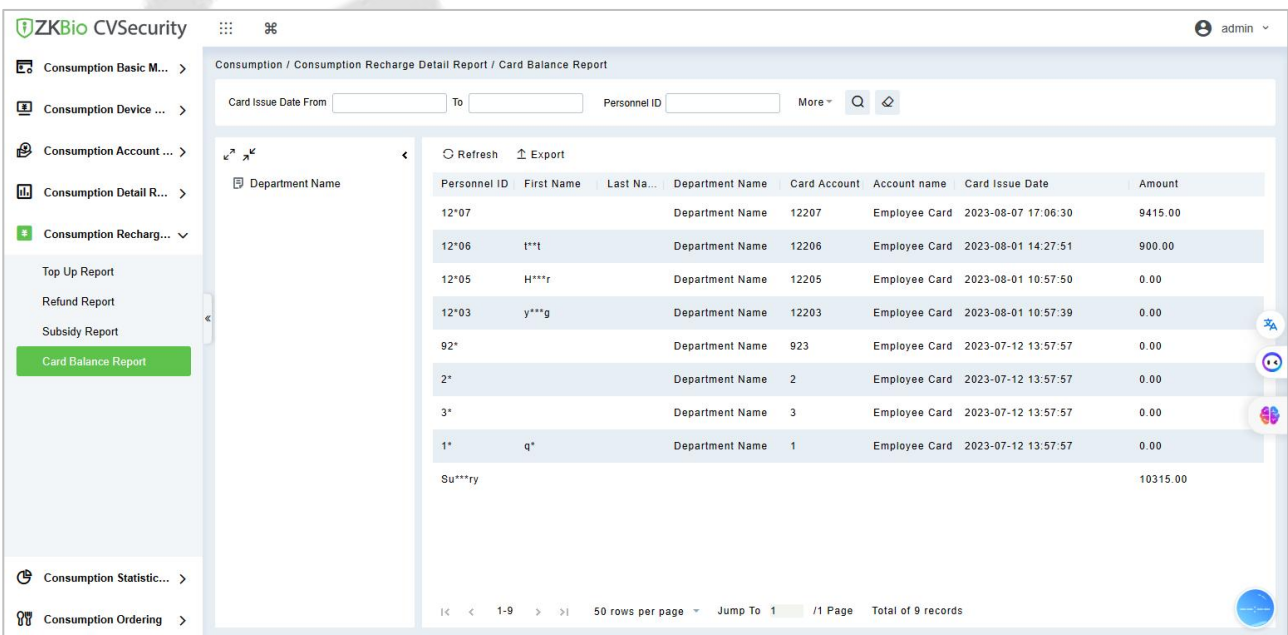 ZKBio CVSecurity
admin
Consumption Basic M...
Consumption Device ...
Consumption Account ...
Consumption Detail R...
Consumption Recharg...
Top Up Report
Refund Report
Subsidy Report
Card Balance Report
Consumption Statistic...
Consumption Ordering
Consumption / Consumption Recharge Detail Report / Card Balance Report
Card Issue Date From To Personnel ID More
Department Name
Refresh Export
Personnel ID First Name Last Na... Department Name Card Account Account name Card Issue Date Amount
12*07 Department Name 12207 Employee Card 2023-08-07 17:06:30 9415.00
12*06 t**t Department Name 12206 Employee Card 2023-08-01 14:27:51 900.00
12*05 H***r Department Name 12205 Employee Card 2023-08-01 10:57:50 0.00
12*03 y***g Department Name 12203 Employee Card 2023-08-01 10:57:39 0.00
92* Department Name 923 Employee Card 2023-07-12 13:57:57 0.00
2* Department Name 2 Employee Card 2023-07-12 13:57:57 0.00
3* Department Name 3 Employee Card 2023-07-12 13:57:57 0.00
1* q* Department Name 1 Employee Card 2023-07-12 13:57:57 0.00
Su***ry 10315.00
1-9 50 rows per page Jump To 1 /1 Page Total of 9 records